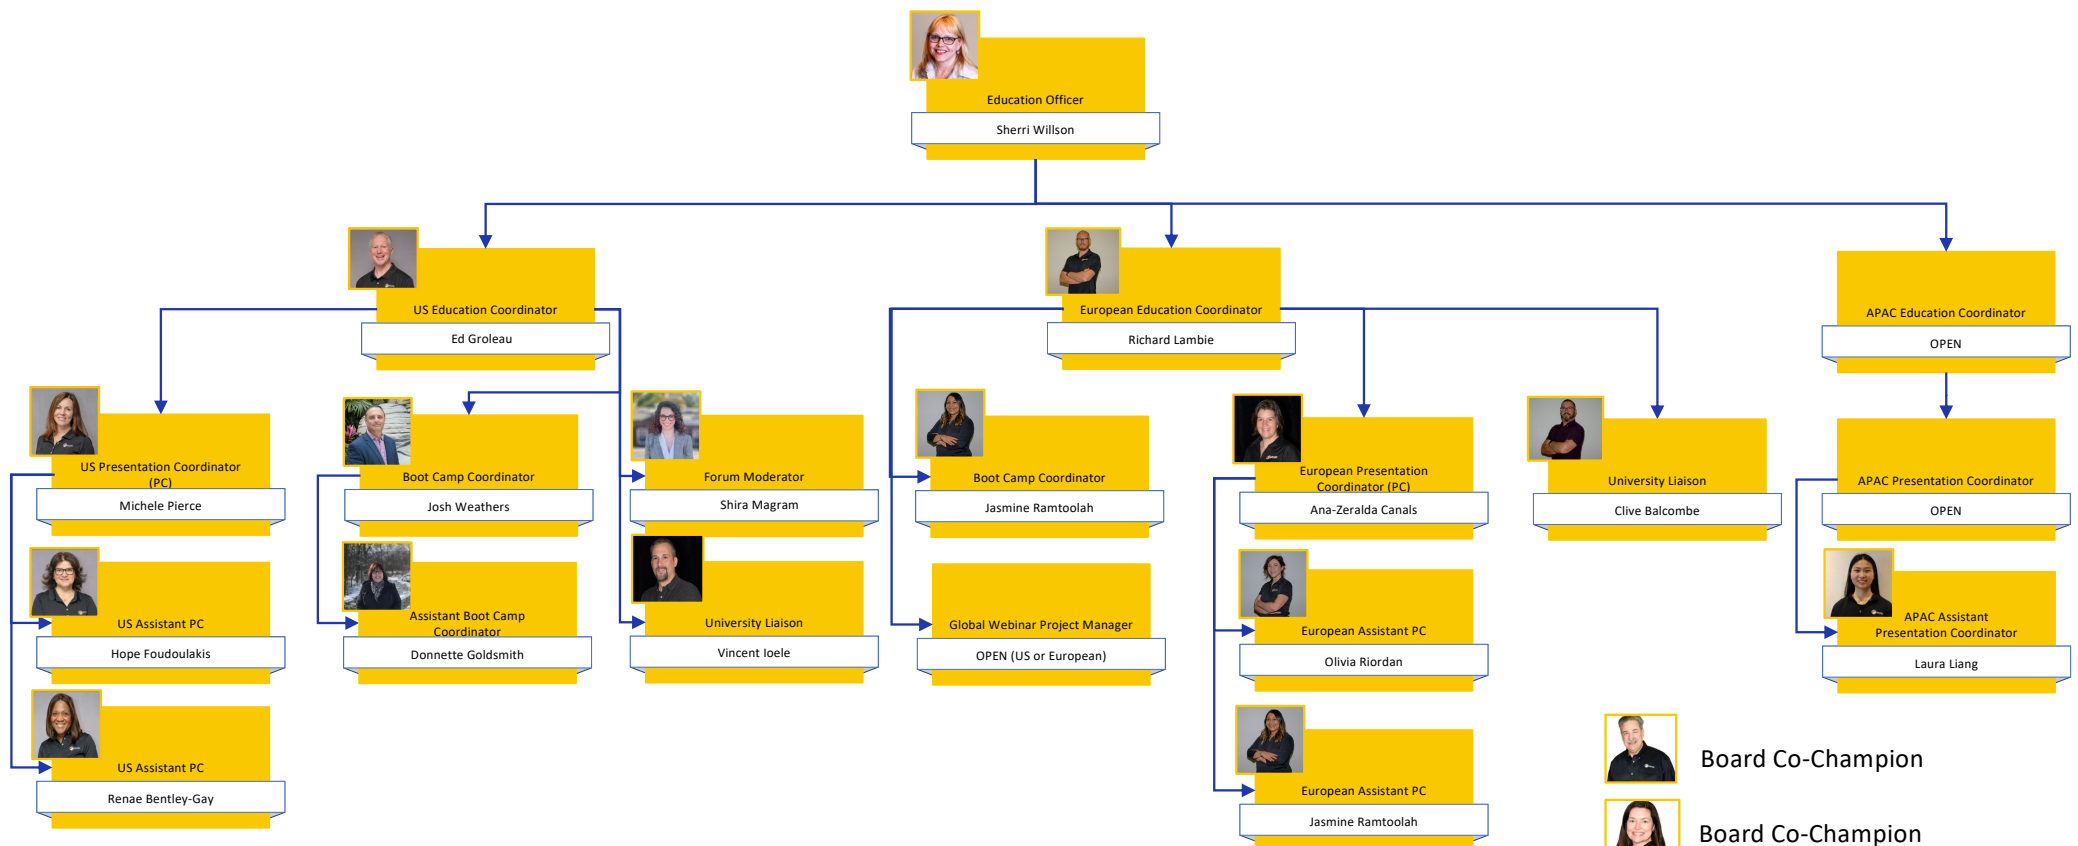 Education Officer
Sherri Willson
US Education Coordinator
Ed Groleau
European Education Coordinator
Richard Lambie
APAC Education Coordinator
OPEN
US Presentation Coordinator
(PC)
Michele Pierce
Boot Camp Coordinator
Josh Weathers
Forum Moderator
Shira Magram
Boot Camp Coordinator
Jasmine Ramtoolah
European Presentation
Coordinator (PC)
Ana-Zeralda Canals
University Liaison
Clive Balcombe
APAC Presentation Coordinator
OPEN
US Assistant PC
Hope Foudoulakis
Assistant Boot Camp
Coordinator
Donnette Goldsmith
University Liaison
Vincent Ioele
Global Webinar Project Manager
OPEN (US or European)
European Assistant PC
Olivia Riordan
APAC Assistant
Presentation Coordinator
Laura Liang
US Assistant PC
Renae Bentley-Gay
European Assistant PC
Jasmine Ramtoolah
Board Co-Champion
Board Co-Champion